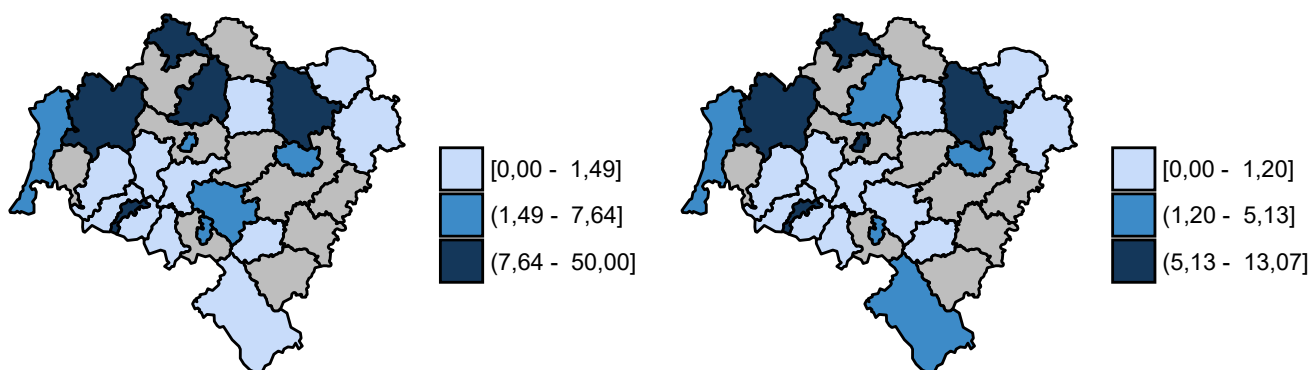 [0,00 - 1,49]
(1,49 - 7,64]
(7,64 - 50,00]
[0,00 - 1,20]
(1,20 - 5,13]
(5,13 - 13,07]